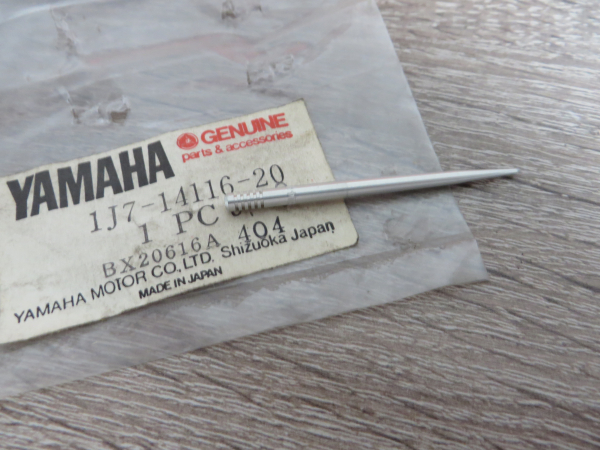 GENUINE
parts & accessories
YAMAHA
1J7-14116-20
1 PC
BX20616A 404
YAMAHA MOTOR CO., LTD. Shizuoka Japan
MADE IN JAPAN